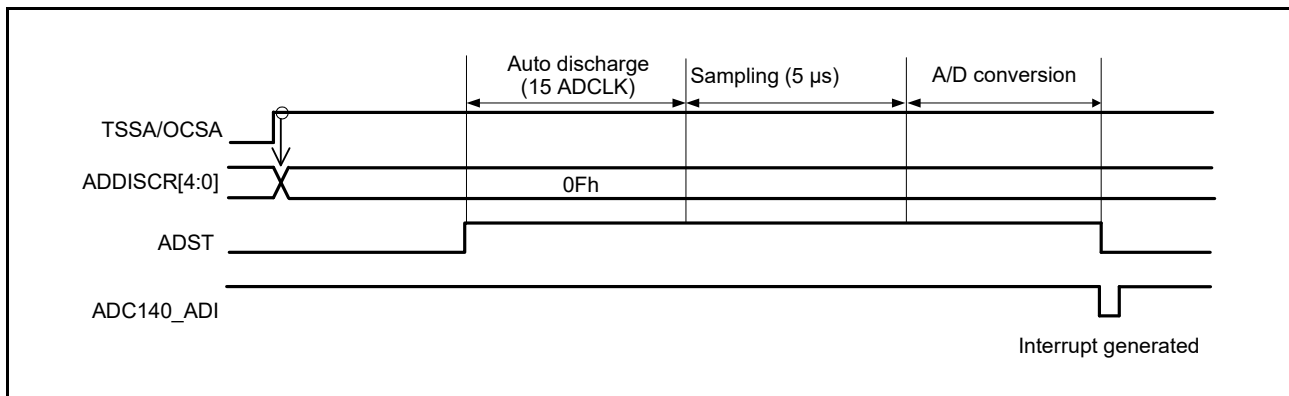 Auto discharge
(15 ADCLK)
Sampling (5 µs)
A/D conversion
TSSA/OCSA
ADDISCR[4:0]
0Fh
ADST
ADC140_ADI
Interrupt generated